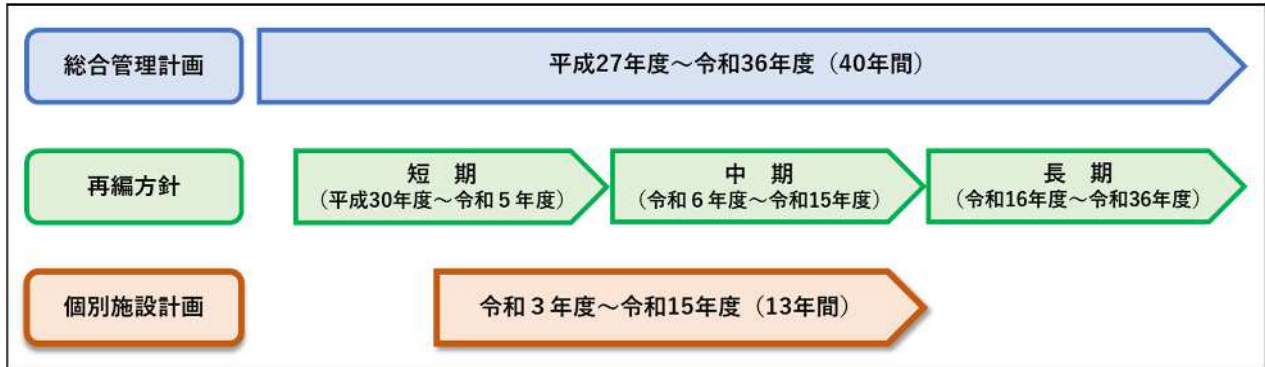 総合管理計画
平成27年度～令和36年度（40年間）
再編方針
短　期
（平成30年度～令和５年度）
中　期
（令和６年度～令和15年度）
長　期
（令和16年度～令和36年度）
個別施設計画
令和３年度～令和15年度（13年間）